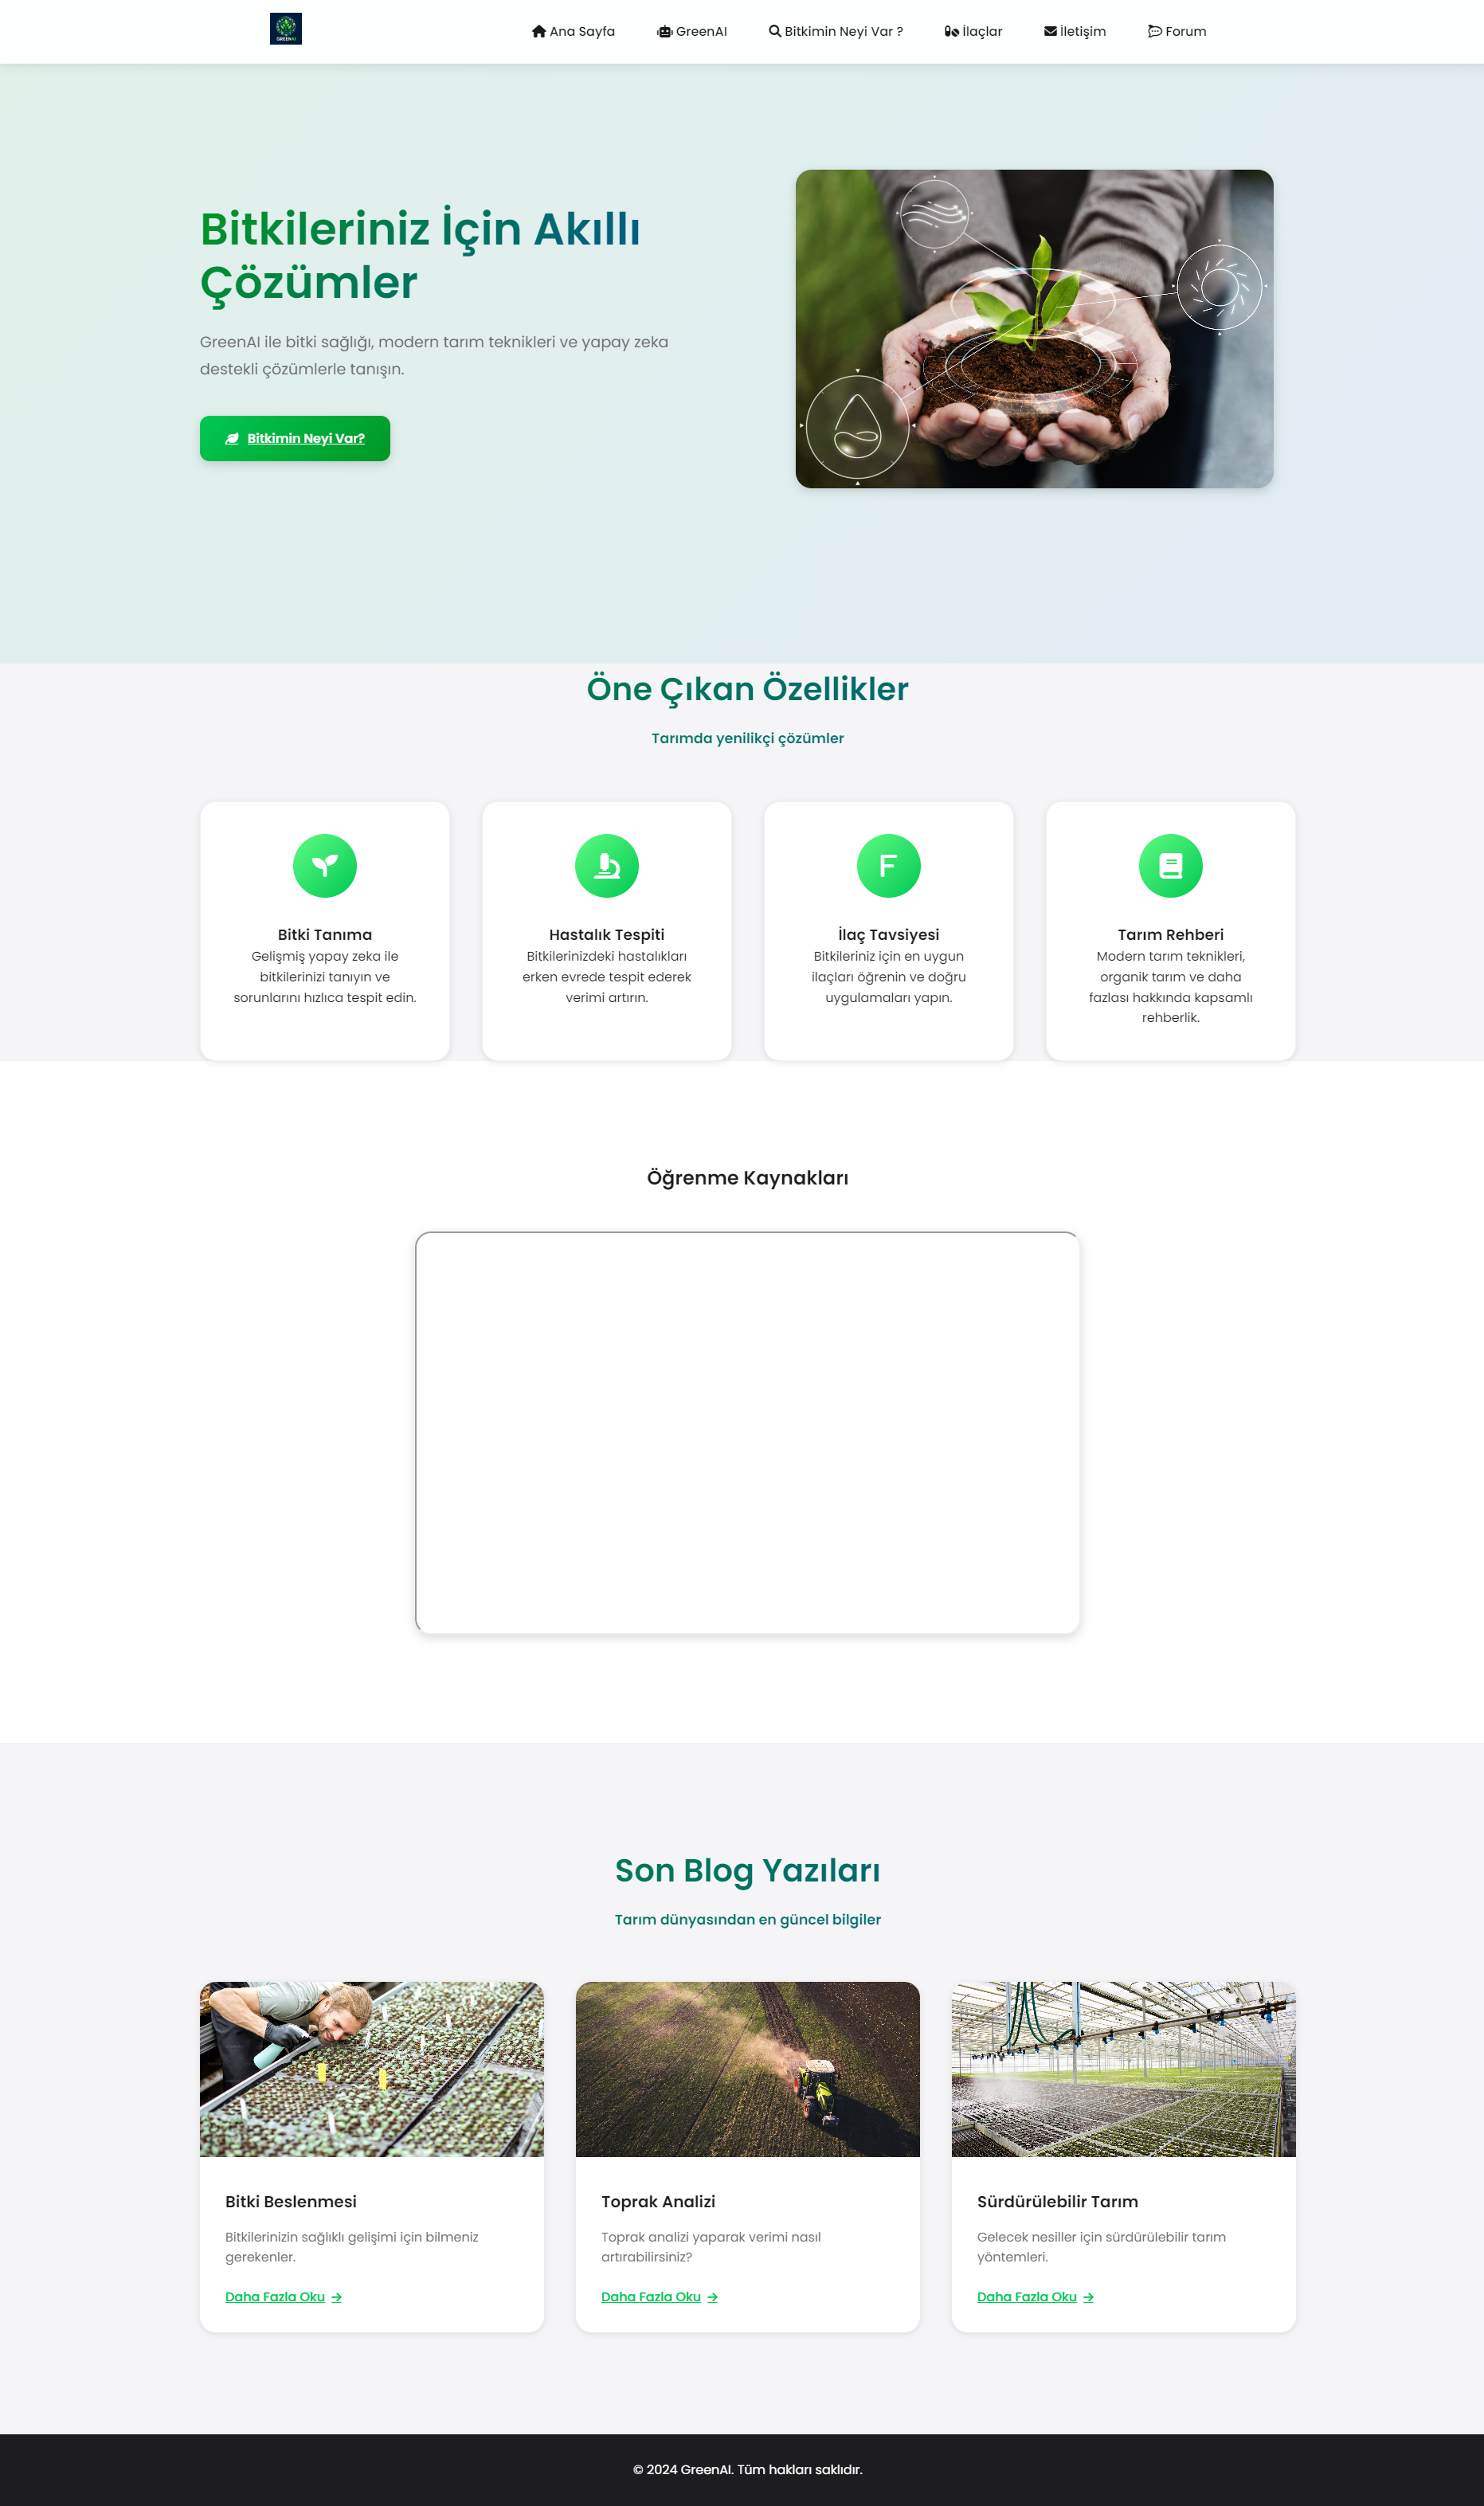 GREENAI
Ana Sayfa
GreenAI
Bitkimin Neyi Var ?
İlaçlar
İletişim
Forum
Bitkileriniz İçin Akıllı
Çözümler
GreenAI ile bitki sağlığı, modern tarım teknikleri ve yapay zeka
destekli çözümlerle tanışın.
Bitkimin Neyi Var?
Öne Çıkan Özellikler
Tarımda yenilikçi çözümler
Bitki Tanıma
Gelişmiş yapay zeka ile
bitkilerinizi tanıyın ve
sorunlarını hızlıca tespit edin.
Hastalık Tespiti
Bitkilerinizdeki hastalıkları
erken evrede tespit ederek
verimi artırın.
F
İlaç Tavsiyesi
Bitkileriniz için en uygun
ilaçları öğrenin ve doğru
uygulamaları yapın.
Tarım Rehberi
Modern tarım teknikleri,
organik tarım ve daha
fazlası hakkında kapsamlı
rehberlik.
Öğrenme Kaynakları
Son Blog Yazıları
Tarım dünyasından en güncel bilgiler
Bitki Beslenmesi
Bitkilerinizin sağlıklı gelişimi için bilmeniz
gerekenler.
Daha Fazla Oku
Toprak Analizi
Toprak analizi yaparak verimi nasıl
artırabilirsiniz?
Daha Fazla Oku
Sürdürülebilir Tarım
Gelecek nesiller için sürdürülebilir tarım
yöntemleri.
Daha Fazla Oku
© 2024 GreenAI. Tüm hakları saklıdır.